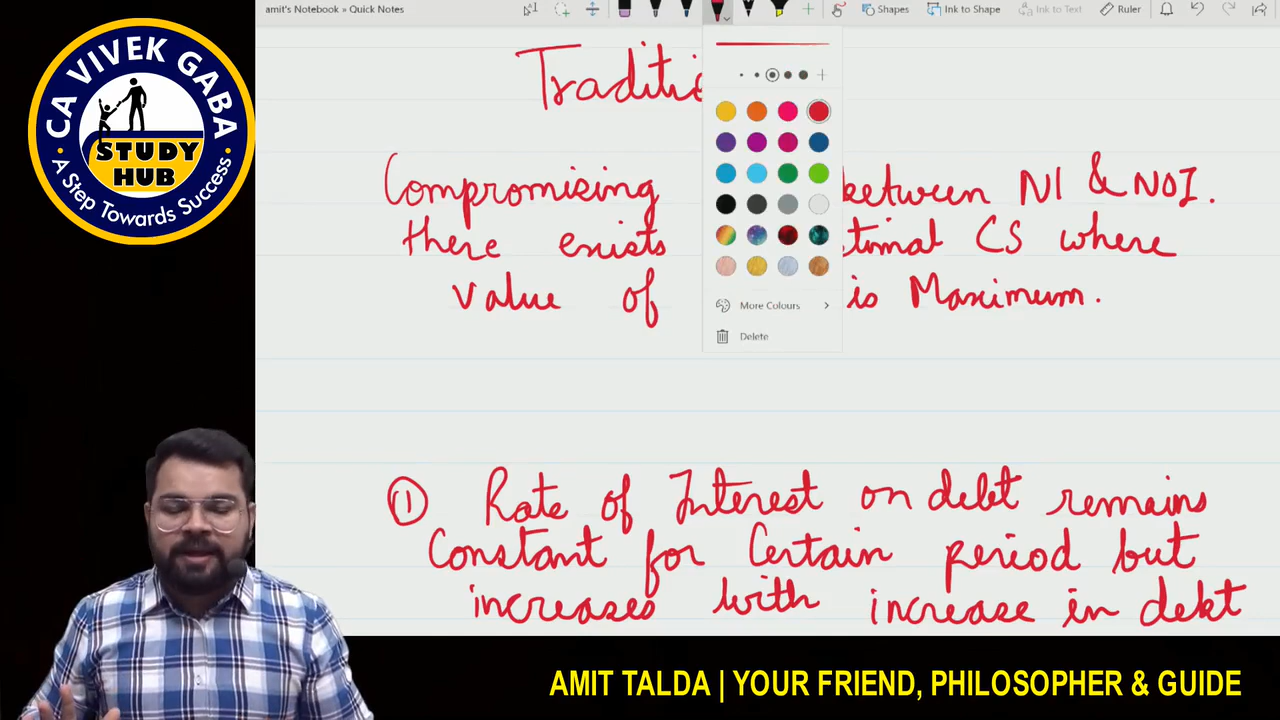 amit's Notebook » Quick Notes
Shapes
Ink to Shape
Ink to Text
Ruler
CA VIVEK GABA
STUDY
HUB
A Step Towards Success
Traditio
Compromising between NI & NOI.
there exists timal CS where
value of is Maximum.
More Colours
Delete
① Rate of Interest on debt remains
Constant for Certain period but
increases with increase in debt
AMIT TALDA | YOUR FRIEND, PHILOSOPHER & GUIDE